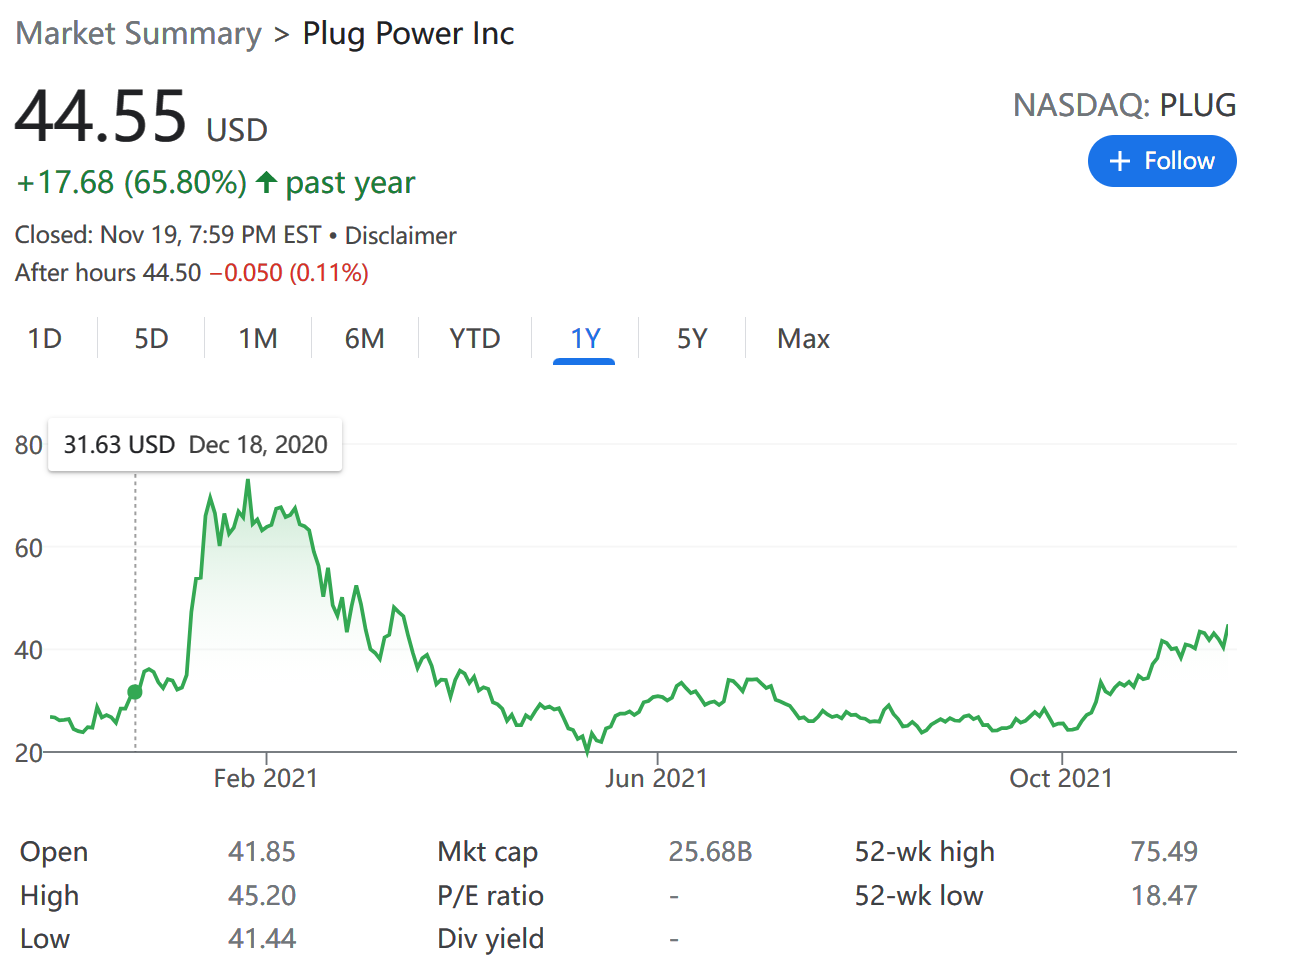 Market Summary > Plug Power Inc
44.55 USD
NASDAQ: PLUG
+ Follow
+17.68 (65.80%) ↑ past year
Closed: Nov 19, 7:59 PM EST • Disclaimer
After hours 44.50 −0.050 (0.11%)
1D 5D 1M 6M YTD 1Y 5Y Max
31.63 USD Dec 18, 2020
80
60
40
20
Feb 2021 Jun 2021 Oct 2021
Open 41.85 Mkt cap 25.68B 52-wk high 75.49
High 45.20 P/E ratio - 52-wk low 18.47
Low 41.44 Div yield -